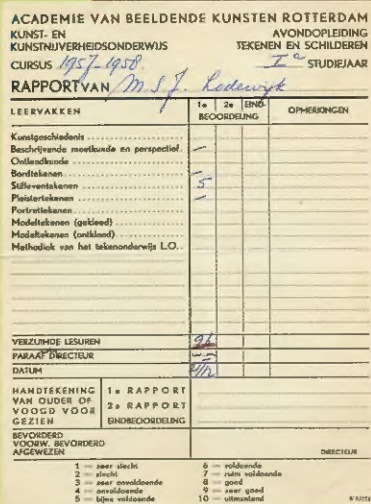 ACADEMIE VAN BEELDENDE KUNSTEN ROTTERDAM
KUNST- EN KUNSTNIJVERHEIDSONDERWIJS
AVONDOPLEIDING TEKENEN EN SCHILDEREN
CURSUS 1957-1958. Ia STUDIEJAAR
RAPPORT VAN M.S.J. Lodewijk
LEERVAKKEN 1e 2e EIND- BEOORDELING OPMERKINGEN
Kunstgeschiedenis
Beschrijvende meetkunde en perspectief —
Ontleedkunde
Bordtekenen —
Stilleventekenen 5
Pleistertekenen —
Portrettekenen
Modeltekenen (gekleed)
Modeltekenen (ontkleed)
Methodiek van het tekenonderwijs L.O.
VERZUIMDE LESUREN 96
PARAAF DIRECTEUR
DATUM
HANDTEKENING VAN OUDER OF VOOGD VOOR GEZIEN
1e RAPPORT
2e RAPPORT
EINDBEOORDELING
BEVORDERD
VOORW. BEVORDERD
AFGEWEZEN
DIRECTEUR
1 — zeer slecht 6 — voldoende
2 — slecht 7 — ruim voldoende
3 — zeer onvoldoende 8 — goed
4 — onvoldoende 9 — zeer goed
5 — bijna voldoende 10 — uitmuntend